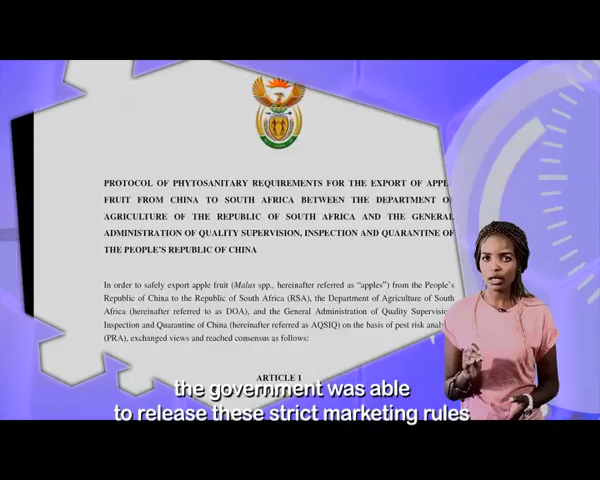 PROTOCOL OF PHYTOSANITARY REQUIREMENTS FOR THE EXPORT OF APPL
FRUIT FROM CHINA TO SOUTH AFRICA BETWEEN THE DEPARTMENT O
AGRICULTURE OF THE REPUBLIC OF SOUTH AFRICA AND THE GENERAL
ADMINISTRATION OF QUALITY SUPERVISION, INSPECTION AND QUARANTINE OF
THE PEOPLE'S REPUBLIC OF CHINA
In order to safely export apple fruit (Malus spp., hereinafter referred as “apples”) from the People's
Republic of China to the Republic of South Africa (RSA), the Department of Agriculture of South
Africa (hereinafter referred to as DOA), and the General Administration of Quality Supervisio
Inspection and Quarantine of China (hereinafter referred as AQSIQ) on the basis of pest risk analy
(PRA), exchanged views and reached consensus as follows:
ARTICLE 1
the government was able
to release these strict marketing rules